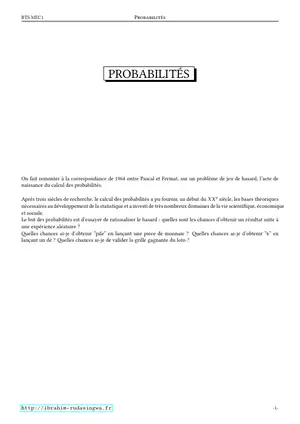 BTS MEC1 PROBABILITÉS
PROBABILITÉS
On fait remonter à la correspondance de 1964 entre Pascal et Fermat, sur un problème de jeu de hasard, l'acte de
naissance du calcul des probabilités.
Après trois siècles de recherche, le calcul des probabilités a pu fournir, un début du XXᵉ siècle, les bases théoriques
nécessaires au développement de la statistique et a investi de très nombreux domaines de la vie scientifique, économique
et sociale.
Le but des probabilités est d'essayer de rationaliser le hasard : quelles sont les chances d'obtenir un résultat suite à
une expérience aléatoire ?
Quelles chances ai-je d'obtenir "pile" en lançant une pièce de monnaie ? Quelles chances ai-je d'obtenir "6" en
lançant un dé ? Quelles chances ai-je de valider la grille gagnante du loto ?
http://ibrahim-rudasingwa.fr -1-